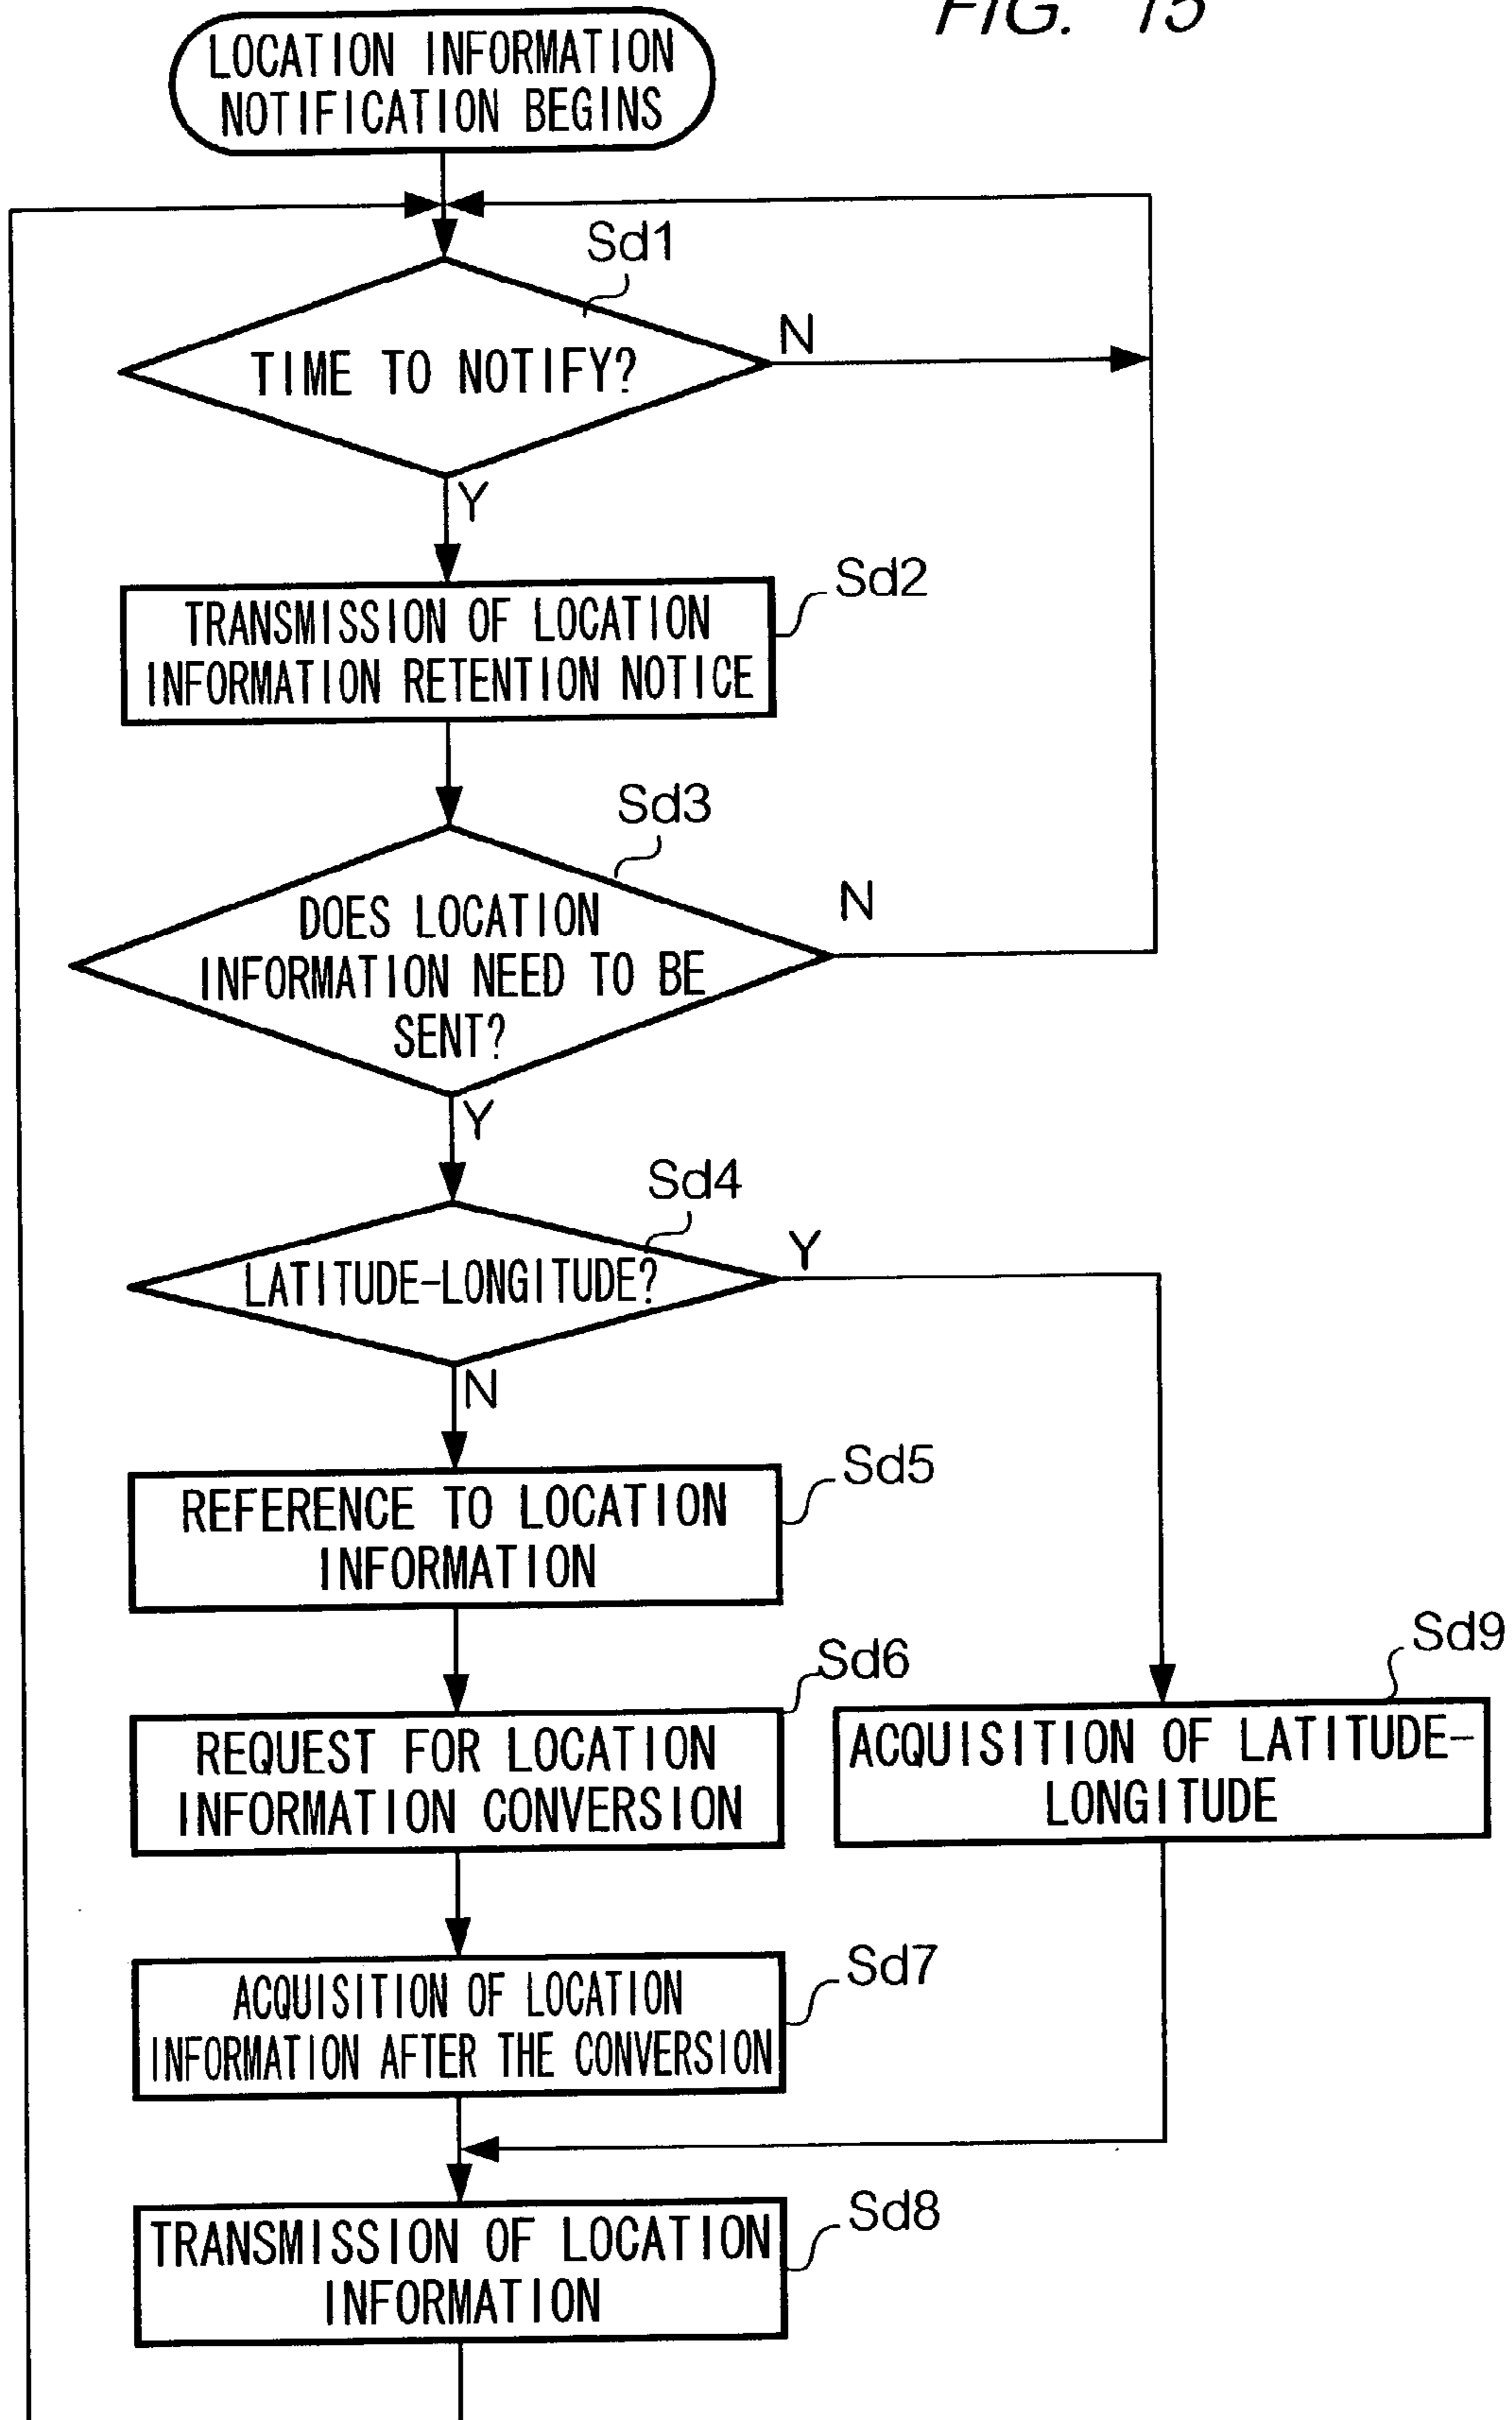 FIG. 15
LOCATION INFORMATION
NOTIFICATION BEGINS
Sd1
TIME TO NOTIFY?
N
Y
Sd2
TRANSMISSION OF LOCATION
INFORMATION RETENTION NOTICE
Sd3
DOES LOCATION
INFORMATION NEED TO BE
SENT?
N
Y
Sd4
LATITUDE-LONGITUDE?
Y
N
Sd5
REFERENCE TO LOCATION
INFORMATION
Sd6
REQUEST FOR LOCATION
INFORMATION CONVERSION
Sd9
ACQUISITION OF LATITUDE-
LONGITUDE
Sd7
ACQUISITION OF LOCATION
INFORMATION AFTER THE CONVERSION
Sd8
TRANSMISSION OF LOCATION
INFORMATION